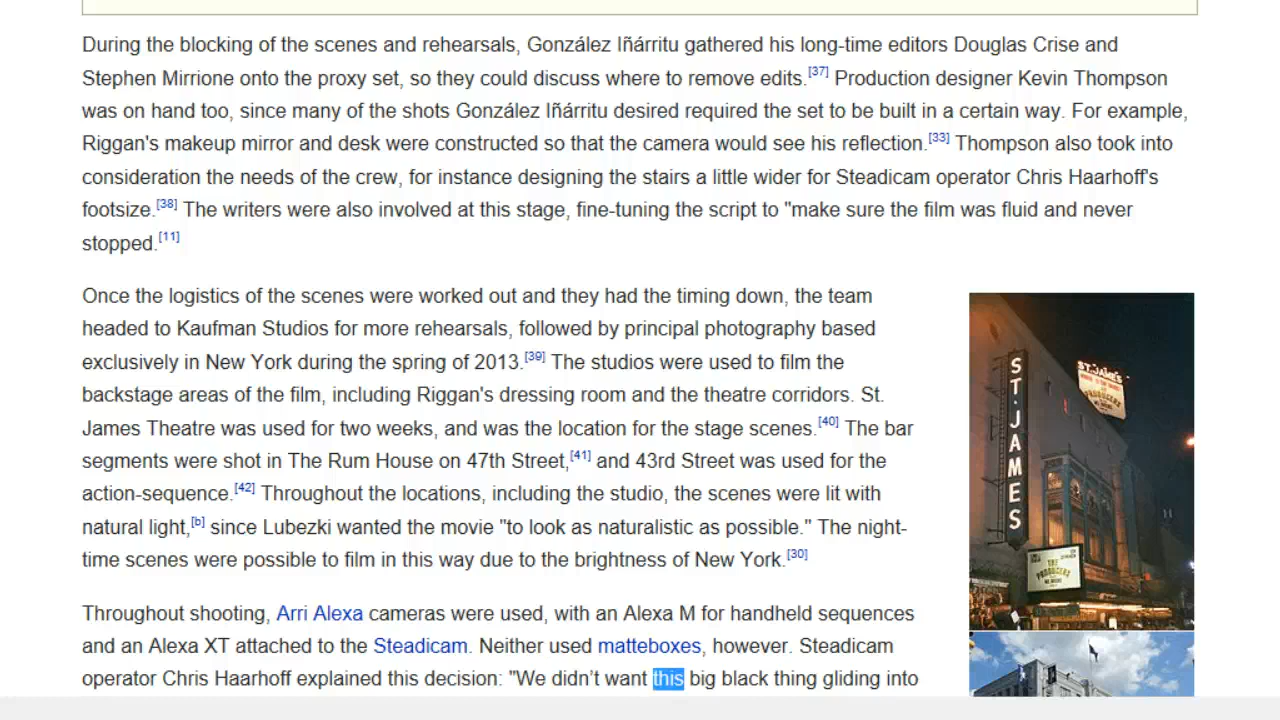 During the blocking of the scenes and rehearsals, González Iñárritu gathered his long-time editors Douglas Crise and
Stephen Mirrione onto the proxy set, so they could discuss where to remove edits.[37] Production designer Kevin Thompson
was on hand too, since many of the shots González Iñárritu desired required the set to be built in a certain way. For example,
Riggan's makeup mirror and desk were constructed so that the camera would see his reflection.[33] Thompson also took into
consideration the needs of the crew, for instance designing the stairs a little wider for Steadicam operator Chris Haarhoff's
footsize.[38] The writers were also involved at this stage, fine-tuning the script to "make sure the film was fluid and never
stopped.[11]
Once the logistics of the scenes were worked out and they had the timing down, the team
headed to Kaufman Studios for more rehearsals, followed by principal photography based
exclusively in New York during the spring of 2013.[39] The studios were used to film the
backstage areas of the film, including Riggan's dressing room and the theatre corridors. St.
James Theatre was used for two weeks, and was the location for the stage scenes.[40] The bar
segments were shot in The Rum House on 47th Street,[41] and 43rd Street was used for the
action-sequence.[42] Throughout the locations, including the studio, the scenes were lit with
natural light,[b] since Lubezki wanted the movie "to look as naturalistic as possible." The night-
time scenes were possible to film in this way due to the brightness of New York.[30]
Throughout shooting, Arri Alexa cameras were used, with an Alexa M for handheld sequences
and an Alexa XT attached to the Steadicam. Neither used matteboxes, however. Steadicam
operator Chris Haarhoff explained this decision: "We didn't want this big black thing gliding into
ST. JAMES
ST. JAMES
PRODUCERS
THE
PRODUCERS